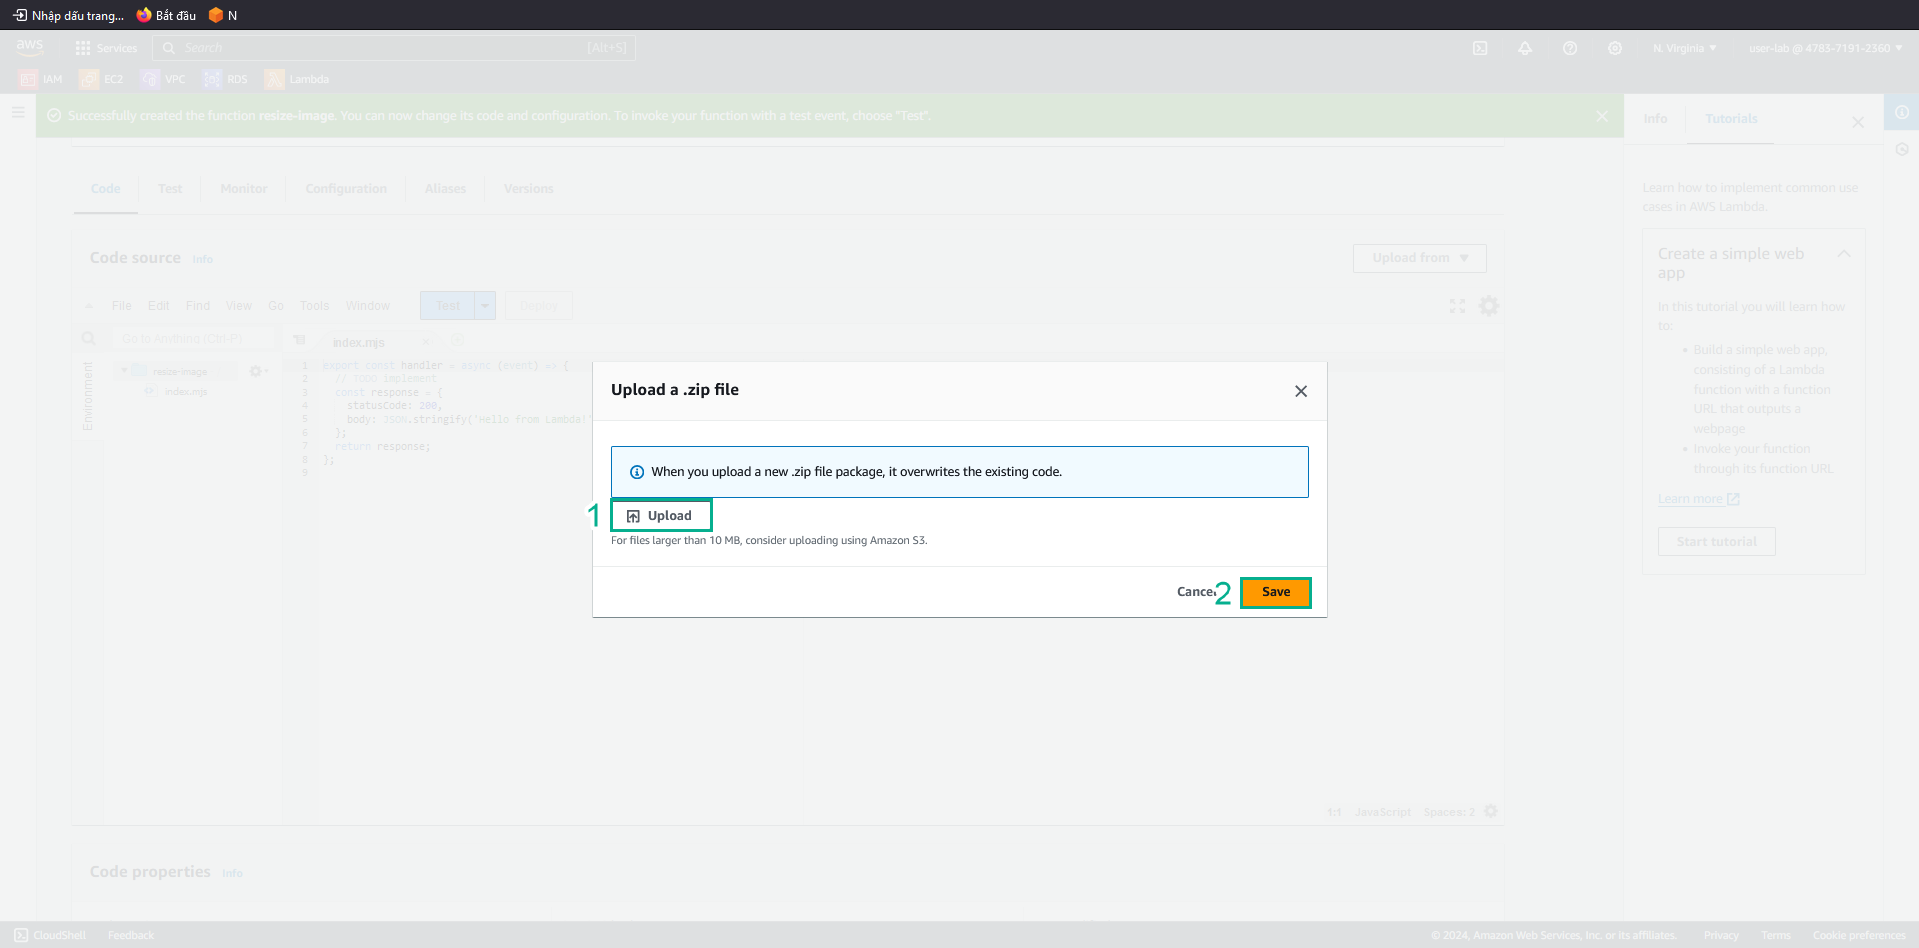 Nhập dấu trang... Bắt đầu N
aws Services Search [Alt+S] N. Virginia user-lab @ 4783-7191-2360
IAM EC2 VPC RDS Lambda
Successfully created the function resize-image. You can now change its code and configuration. To invoke your function with a test event, choose "Test".
Code Test Monitor Configuration Aliases Versions
Code source Info Upload from
File Edit Find View Go Tools Window Test Deploy
Go to Anything (Ctrl-P) index.mjs
Environment
resize-image
index.mjs
1 export const handler = async (event) => {
2 // TODO implement
3 const response = {
4 statusCode: 200,
5 body: JSON.stringify('Hello from Lambda!'
6 };
7 return response;
8 };
9
1:1 JavaScript Spaces: 2
Code properties Info
Upload a .zip file
When you upload a new .zip file package, it overwrites the existing code.
1 Upload
For files larger than 10 MB, consider uploading using Amazon S3.
Cancel 2 Save
Info Tutorials
Learn how to implement common use
cases in AWS Lambda.
Create a simple web
app
In this tutorial you will learn how
to:
• Build a simple web app,
consisting of a Lambda
function with a function
URL that outputs a
webpage
• Invoke your function
through its function URL
Learn more
Start tutorial
CloudShell Feedback © 2024, Amazon Web Services, Inc. or its affiliates. Privacy Terms Cookie preferences